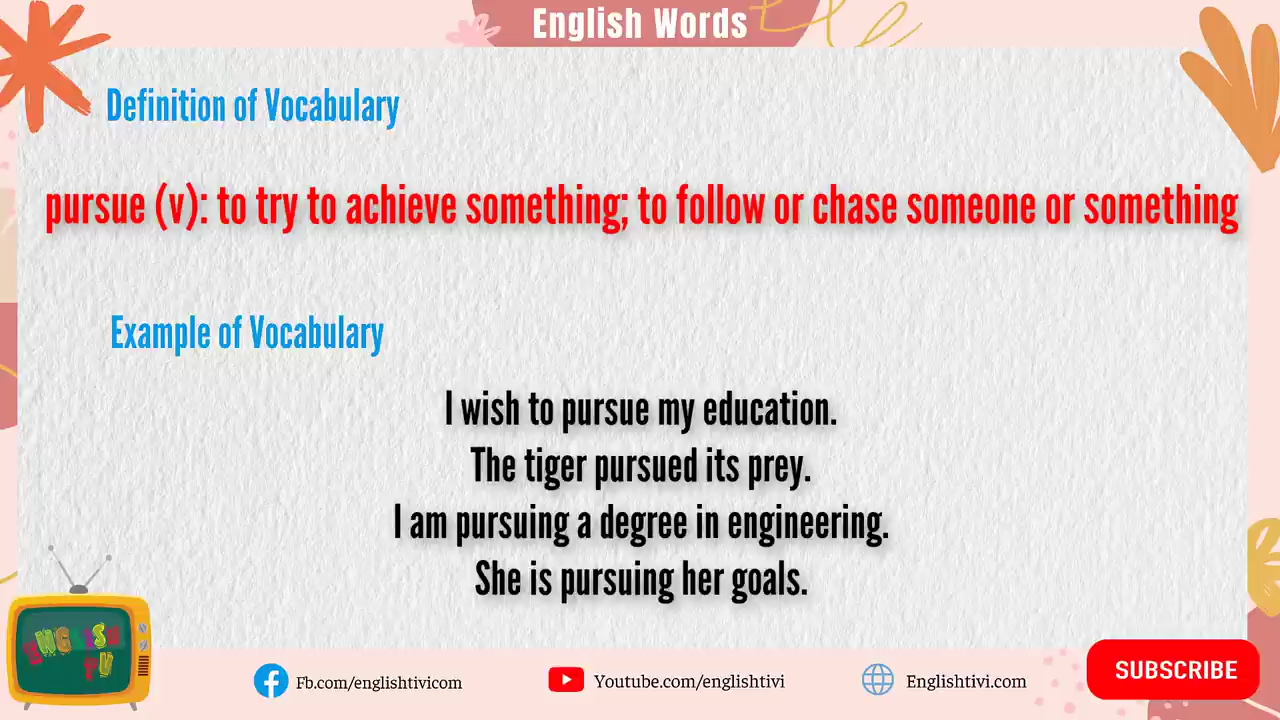 English Words
Definition of Vocabulary
pursue (v): to try to achieve something; to follow or chase someone or something
Example of Vocabulary
I wish to pursue my education.
The tiger pursued its prey.
I am pursuing a degree in engineering.
She is pursuing her goals.
ENGLISH
TV
Fb.com/englishtivicom
Youtube.com/englishtivi
Englishtivi.com
SUBSCRIBE